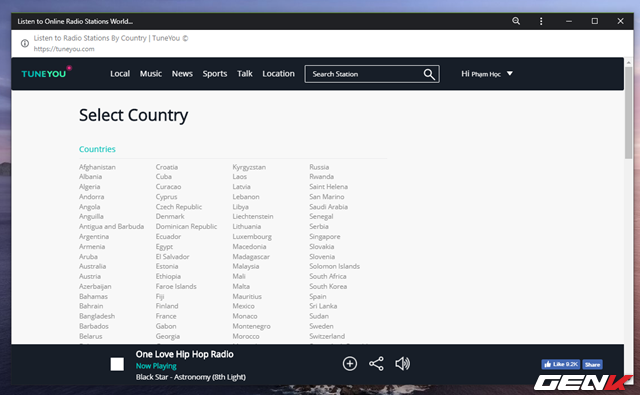 Listen to Online Radio Stations World...
Listen to Radio Stations By Country | TuneYou ©
https://tuneyou.com
TUNEYOU Local Music News Sports Talk Location Search Station Hi Phạm Học
Select Country
Countries
Afghanistan Croatia Kyrgyzstan Russia
Albania Cuba Laos Rwanda
Algeria Curacao Latvia Saint Helena
Andorra Cyprus Lebanon San Marino
Angola Czech Republic Libya Saudi Arabia
Anguilla Denmark Liechtenstein Senegal
Antigua and Barbuda Dominican Republic Lithuania Serbia
Argentina Ecuador Luxembourg Singapore
Armenia Egypt Macedonia Slovakia
Aruba El Salvador Madagascar Slovenia
Australia Estonia Malaysia Solomon Islands
Austria Ethiopia Mali South Africa
Azerbaijan Faroe Islands Malta South Korea
Bahamas Fiji Mauritius Spain
Bahrain Finland Mexico Sri Lanka
Bangladesh France Monaco Sudan
Barbados Gabon Montenegro Sweden
Belarus Georgia Morocco Switzerland
One Love Hip Hop Radio
Now Playing
Black Star - Astronomy (8th Light)
Like 9.2K Share
GENK